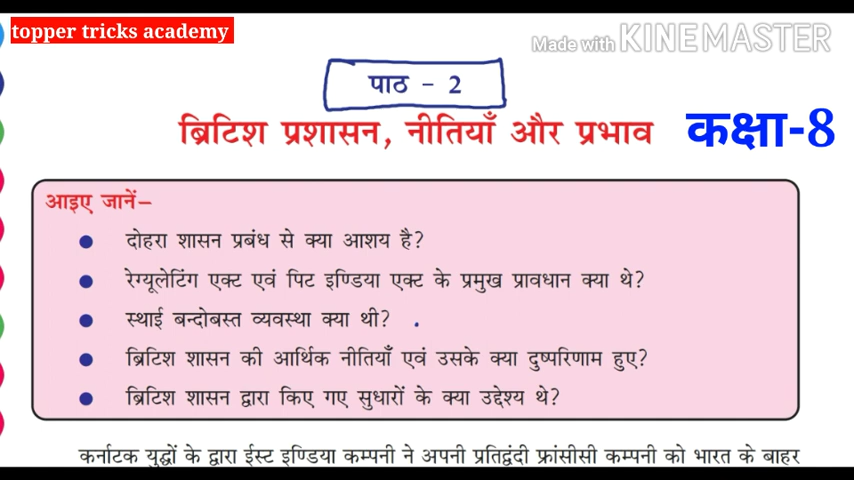 topper tricks academy
Made with KINEMASTER
पाठ - 2
ब्रिटिश प्रशासन, नीतियाँ और प्रभाव
कक्षा-8
आइए जानें–
● दोहरा शासन प्रबंध से क्या आशय है?
● रेग्यूलेटिंग एक्ट एवं पिट इण्डिया एक्ट के प्रमुख प्रावधान क्या थे?
● स्थाई बन्दोबस्त व्यवस्था क्या थी?
● ब्रिटिश शासन की आर्थिक नीतियाँ एवं उसके क्या दुष्परिणाम हुए?
● ब्रिटिश शासन द्वारा किए गए सुधारों के क्या उद्देश्य थे?
कर्नाटक युद्धों के द्वारा ईस्ट इण्डिया कम्पनी ने अपनी प्रतिद्वंदी फ्रांसीसी कम्पनी को भारत के बाहर